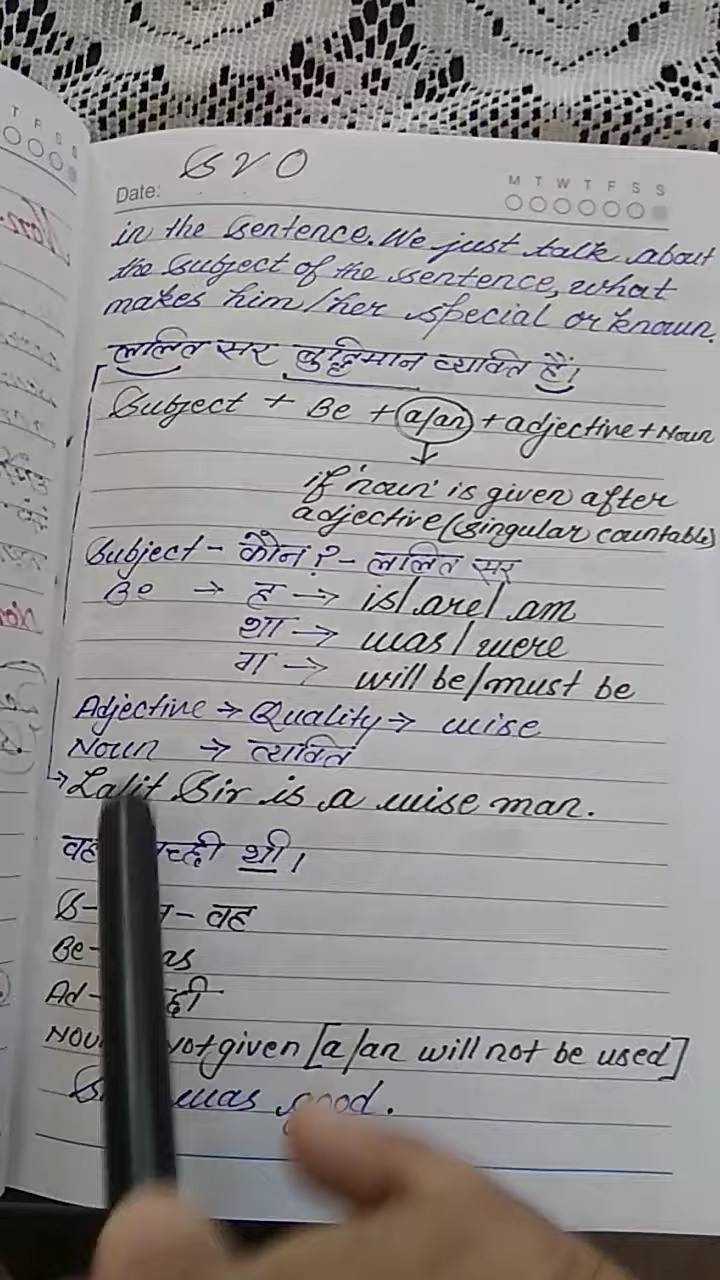 T F S S
SVO
Date:
M T W T F S S
in the sentence. We just talk about
the subject of the sentence, what
makes him/her special or known.
ललित सर बुद्धिमान व्यक्ति हैं।
Subject + Be + a/an + adjective + Noun
if 'noun' is given after
adjective (singular countable)
Subject - कौन? - ललित सर
Be → ह → is/are/am
था → was/were
ग → will be/must be
Adjective → Quality → wise
Noun → व्यक्ति
→ Lalit Sir is a wise man.
वह थी।
S- - वह
Be-
Ad-
not given [a/an will not be used]
was good.